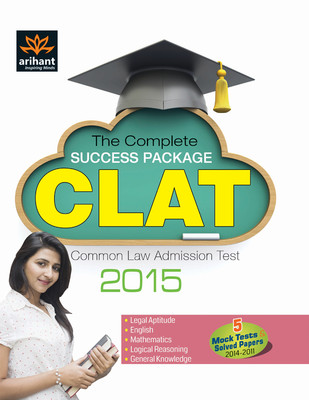 arihant
Inspiring Minds
The Complete
SUCCESS PACKAGE
CLAT
Common Law Admission Test
2015
• Legal Aptitude
• English
• Mathematics
• Logical Reasoning
• General Knowledge
5
Mock Tests &
Solved Papers
2014-2011